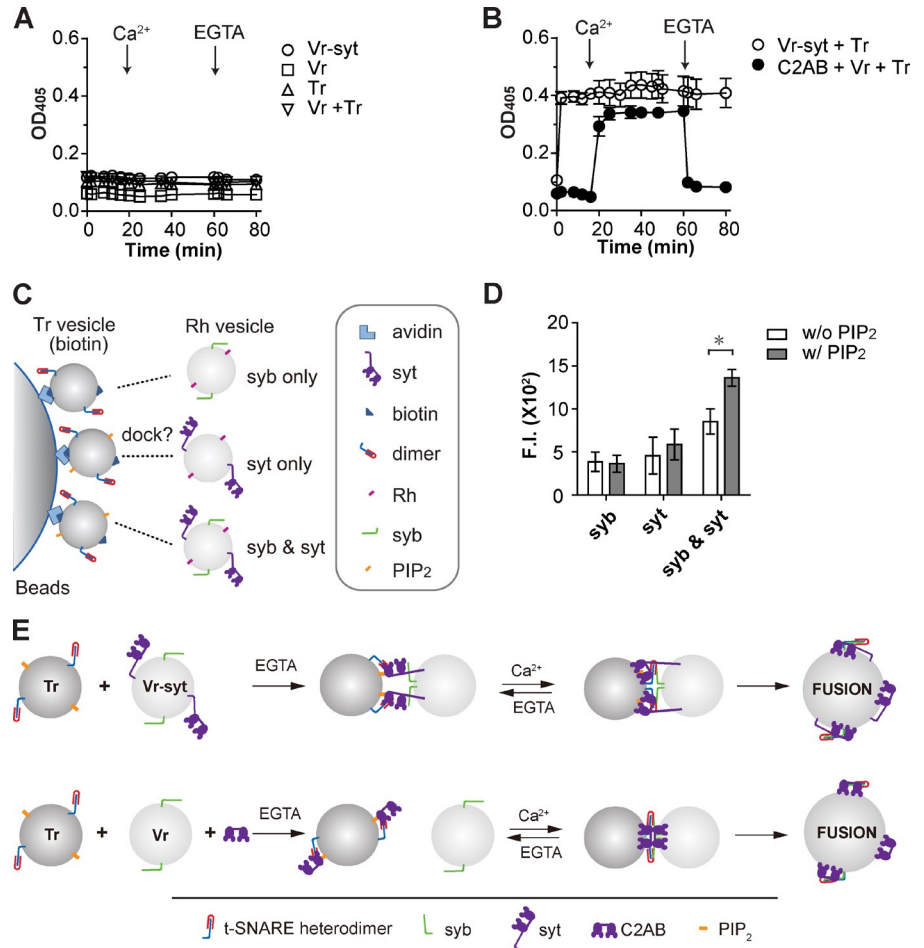 A
Ca2+
EGTA
Vr-syt
Vr
Tr
Vr +Tr
OD405
0.6
0.4
0.2
0.0
0 20 40 60 80
Time (min)
B
Ca2+
EGTA
Vr-syt + Tr
C2AB + Vr + Tr
OD405
0.6
0.4
0.2
0.0
0 20 40 60 80
Time (min)
C
Tr vesicle
(biotin)
Rh vesicle
syb only
dock?
syt only
syb & syt
Beads
avidin
syt
biotin
dimer
Rh
syb
PIP2
D
w/o PIP2
w/ PIP2
*
F.I. (X10²)
20
15
10
5
0
syb
syt
syb & syt
E
Tr + Vr-syt
EGTA
Ca2+
EGTA
FUSION
Tr + Vr +
EGTA
Ca2+
EGTA
FUSION
t-SNARE heterodimer syb syt C2AB PIP2